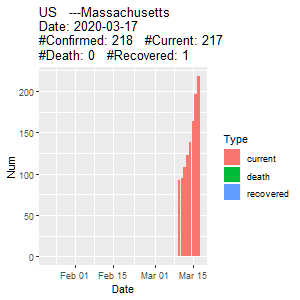 US   ---Massachusetts
Date: 2020-03-17
#Confirmed: 218   #Current: 217
#Death: 0   #Recovered: 1
200
150
100
50
0
Num
Feb 01
Feb 15
Mar 01
Mar 15
Date
Type
current
death
recovered